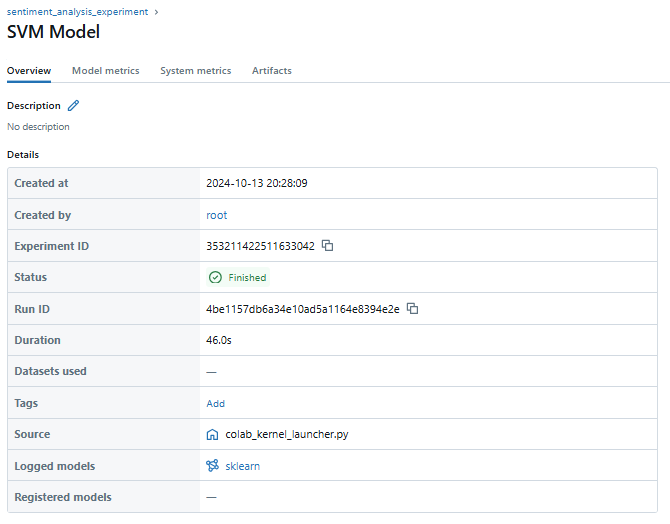 sentiment_analysis_experiment >
SVM Model
Overview Model metrics System metrics Artifacts
Description
No description
Details
Created at 2024-10-13 20:28:09
Created by root
Experiment ID 353211422511633042
Status Finished
Run ID 4be1157db6a34e10ad5a1164e8394e2e
Duration 46.0s
Datasets used —
Tags Add
Source colab_kernel_launcher.py
Logged models sklearn
Registered models —